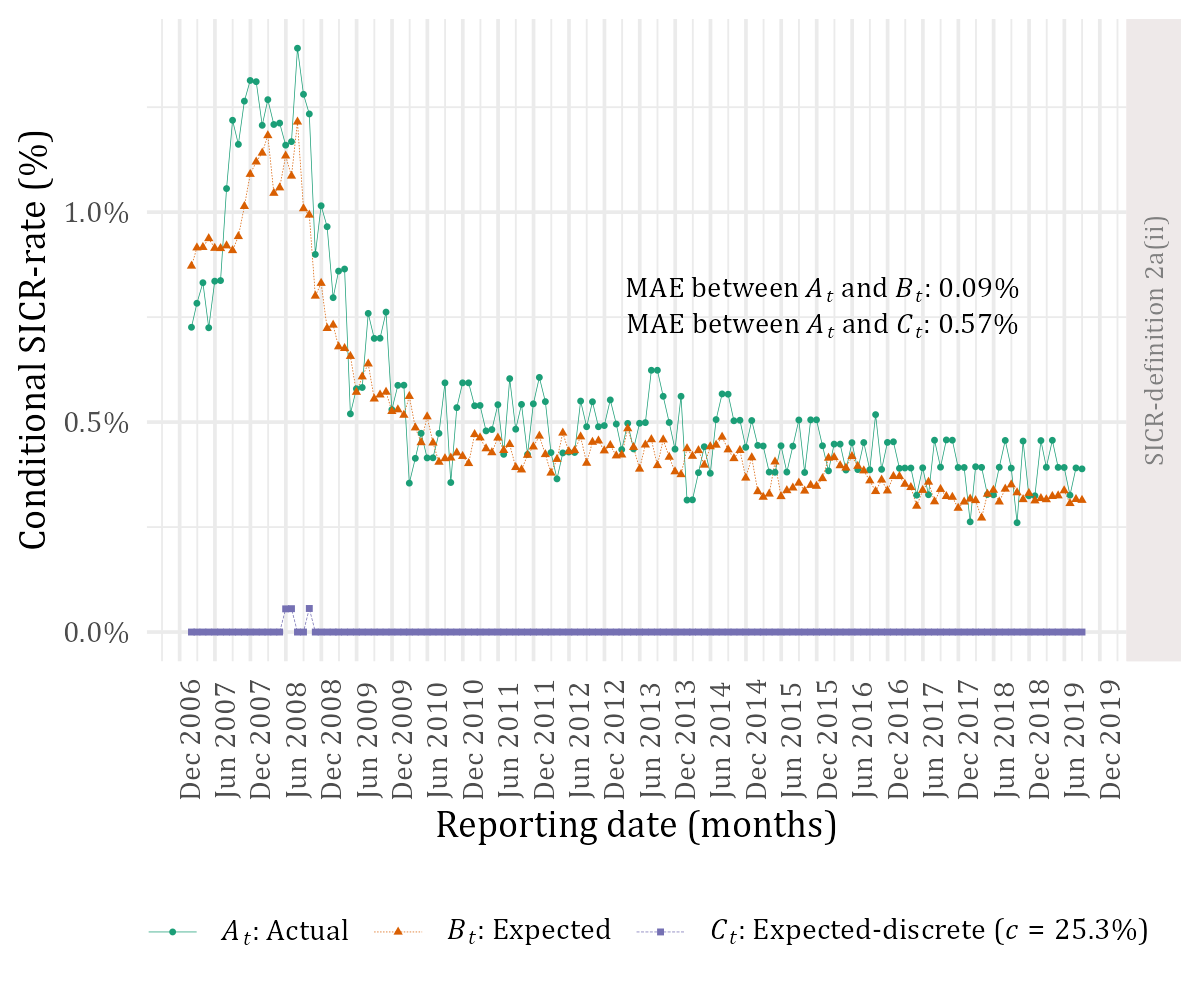 Conditional SICR-rate (%)
1.0%
0.5%
0.0%
MAE between A_t and B_t: 0.09%
MAE between A_t and C_t: 0.57%
SICR-definition 2a(ii)
Dec 2006
Jun 2007
Dec 2007
Jun 2008
Dec 2008
Jun 2009
Dec 2009
Jun 2010
Dec 2010
Jun 2011
Dec 2011
Jun 2012
Dec 2012
Jun 2013
Dec 2013
Jun 2014
Dec 2014
Jun 2015
Dec 2015
Jun 2016
Dec 2016
Jun 2017
Dec 2017
Jun 2018
Dec 2018
Jun 2019
Dec 2019
Reporting date (months)
A_t: Actual
B_t: Expected
C_t: Expected-discrete (c = 25.3%)